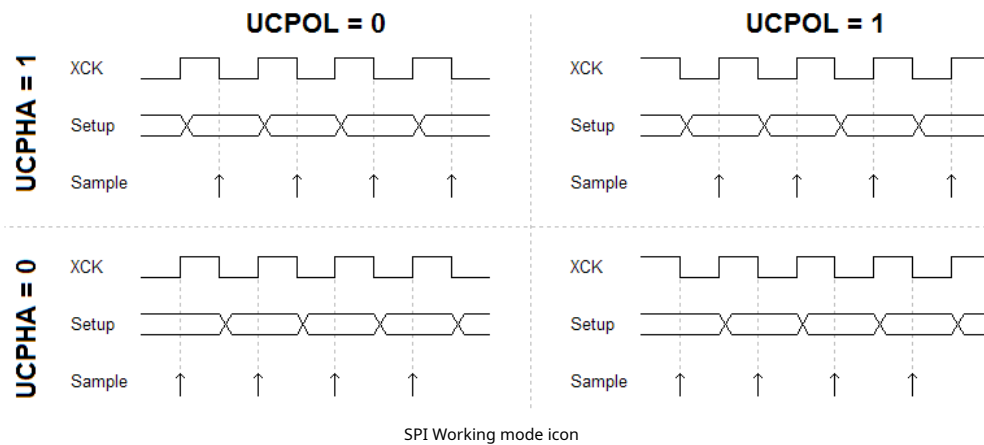 UCPOL = 0
UCPOL = 1
UCPHA = 1
XCK
Setup
Sample
XCK
Setup
Sample
UCPHA = 0
XCK
Setup
Sample
XCK
Setup
Sample
SPI Working mode icon